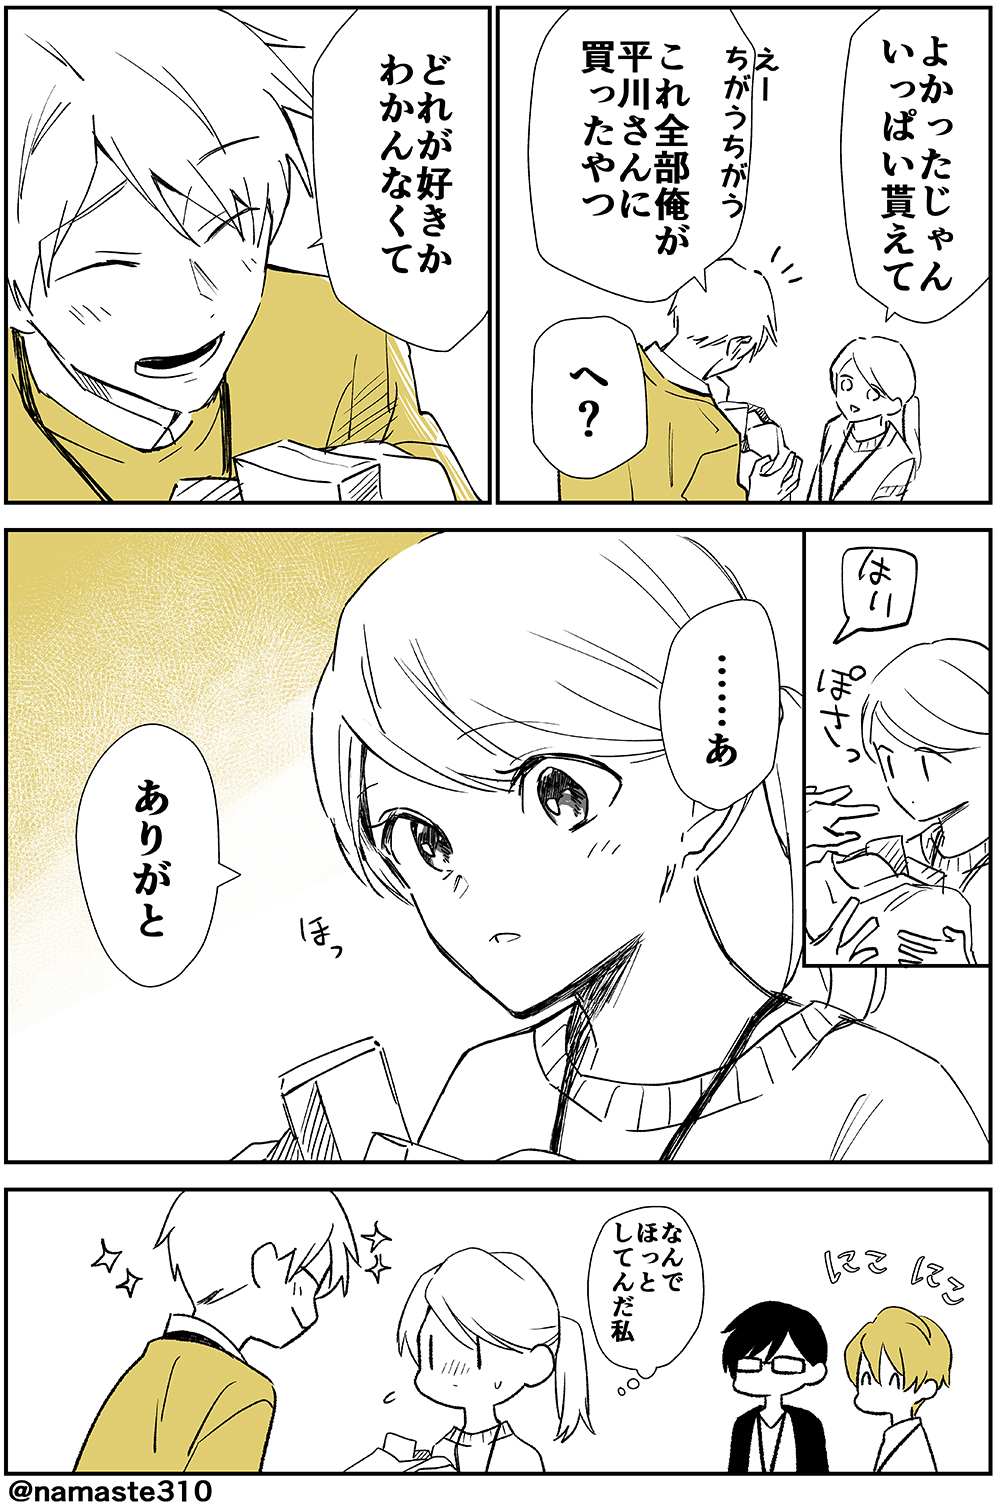 よかったじゃん
いっぱい貰えて
えー
ちがうちがう
これ全部俺が
平川さんに
買ったやつ
へ?
どれが好きか
わかんなくて
はい
ぽさっ
………あ
ほっ
ありがと
にこ にこ
なんで
ほっと
してんだ私
@namaste310